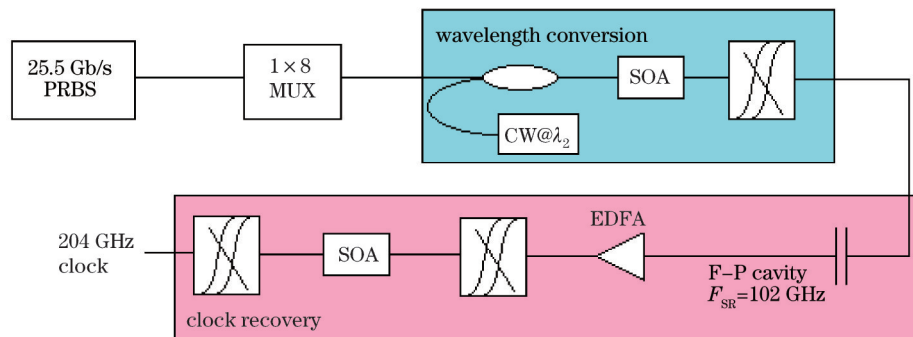 wavelength conversion
25.5 Gb/s
PRBS
1×8
MUX
SOA
CW@λ₂
EDFA
204 GHz
clock
SOA
F–P cavity
F_SR=102 GHz
clock recovery